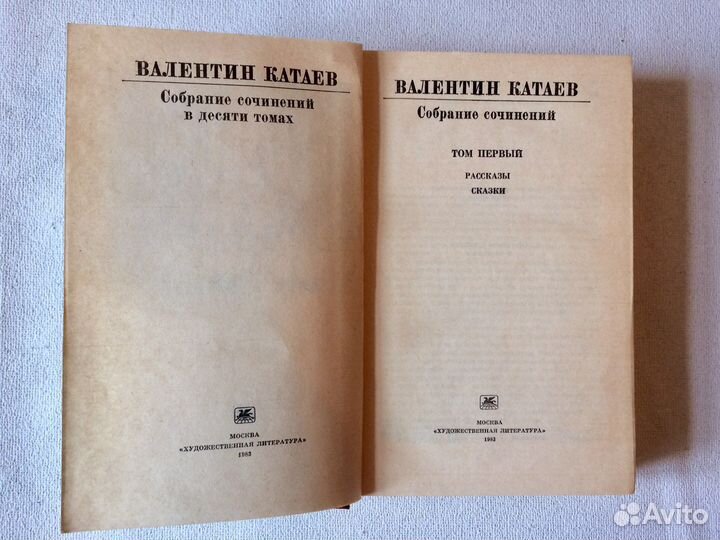 ВАЛЕНТИН КАТАЕВ
Собрание сочинений
в десяти томах
МОСКВА
«ХУДОЖЕСТВЕННАЯ ЛИТЕРАТУРА»
1983
ВАЛЕНТИН КАТАЕВ
Собрание сочинений
ТОМ ПЕРВЫЙ
РАССКАЗЫ
СКАЗКИ
МОСКВА
«ХУДОЖЕСТВЕННАЯ ЛИТЕРАТУРА»
1983
Avito